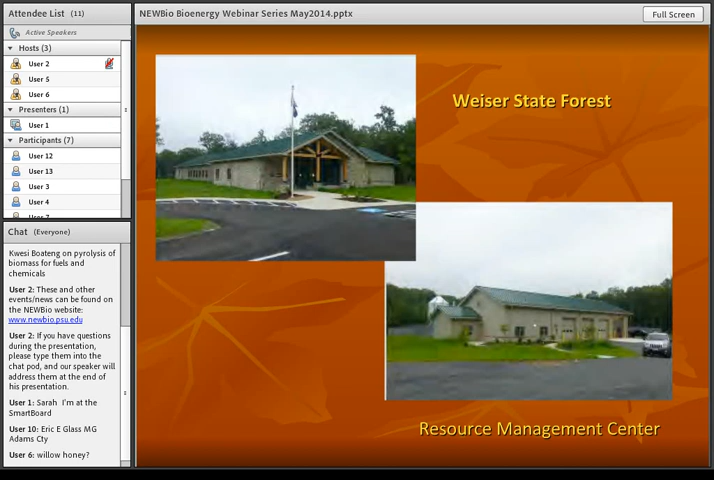 Attendee List (11)
Active Speakers
Hosts (3)
User 2
User 5
User 6
Presenters (1)
User 1
Participants (7)
User 12
User 13
User 3
User 4
Chat (Everyone)
Kwesi Boateng on pyrolysis of
biomass for fuels and
chemicals
User 2: These and other
events/news can be found on
the NEWBio website:
www.newbio.psu.edu
User 2: If you have questions
during the presentation,
please type them into the
chat pod, and our speaker will
address them at the end of
his presentation.
User 1: Sarah I'm at the
SmartBoard
User 10: Eric E Glass MG
Adams Cty
User 6: willow honey?
NEWBio Bioenergy Webinar Series May2014.pptx
Full Screen
Weiser State Forest
Resource Management Center